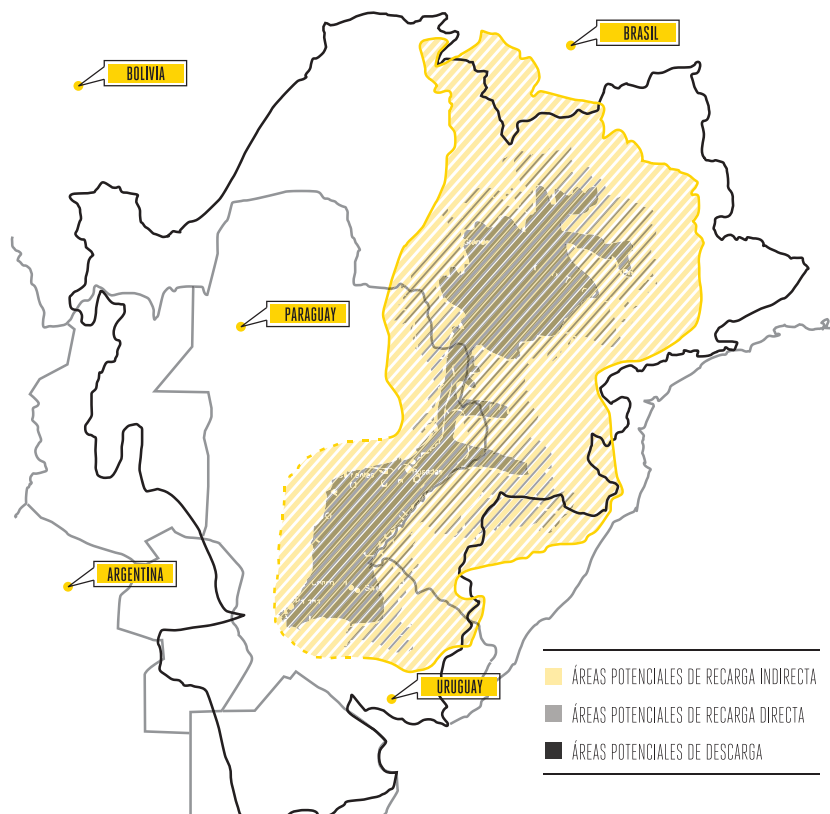 BRASIL
BOLIVIA
PARAGUAY
ARGENTINA
URUGUAY
ÁREAS POTENCIALES DE RECARGA INDIRECTA
ÁREAS POTENCIALES DE RECARGA DIRECTA
ÁREAS POTENCIALES DE DESCARGA